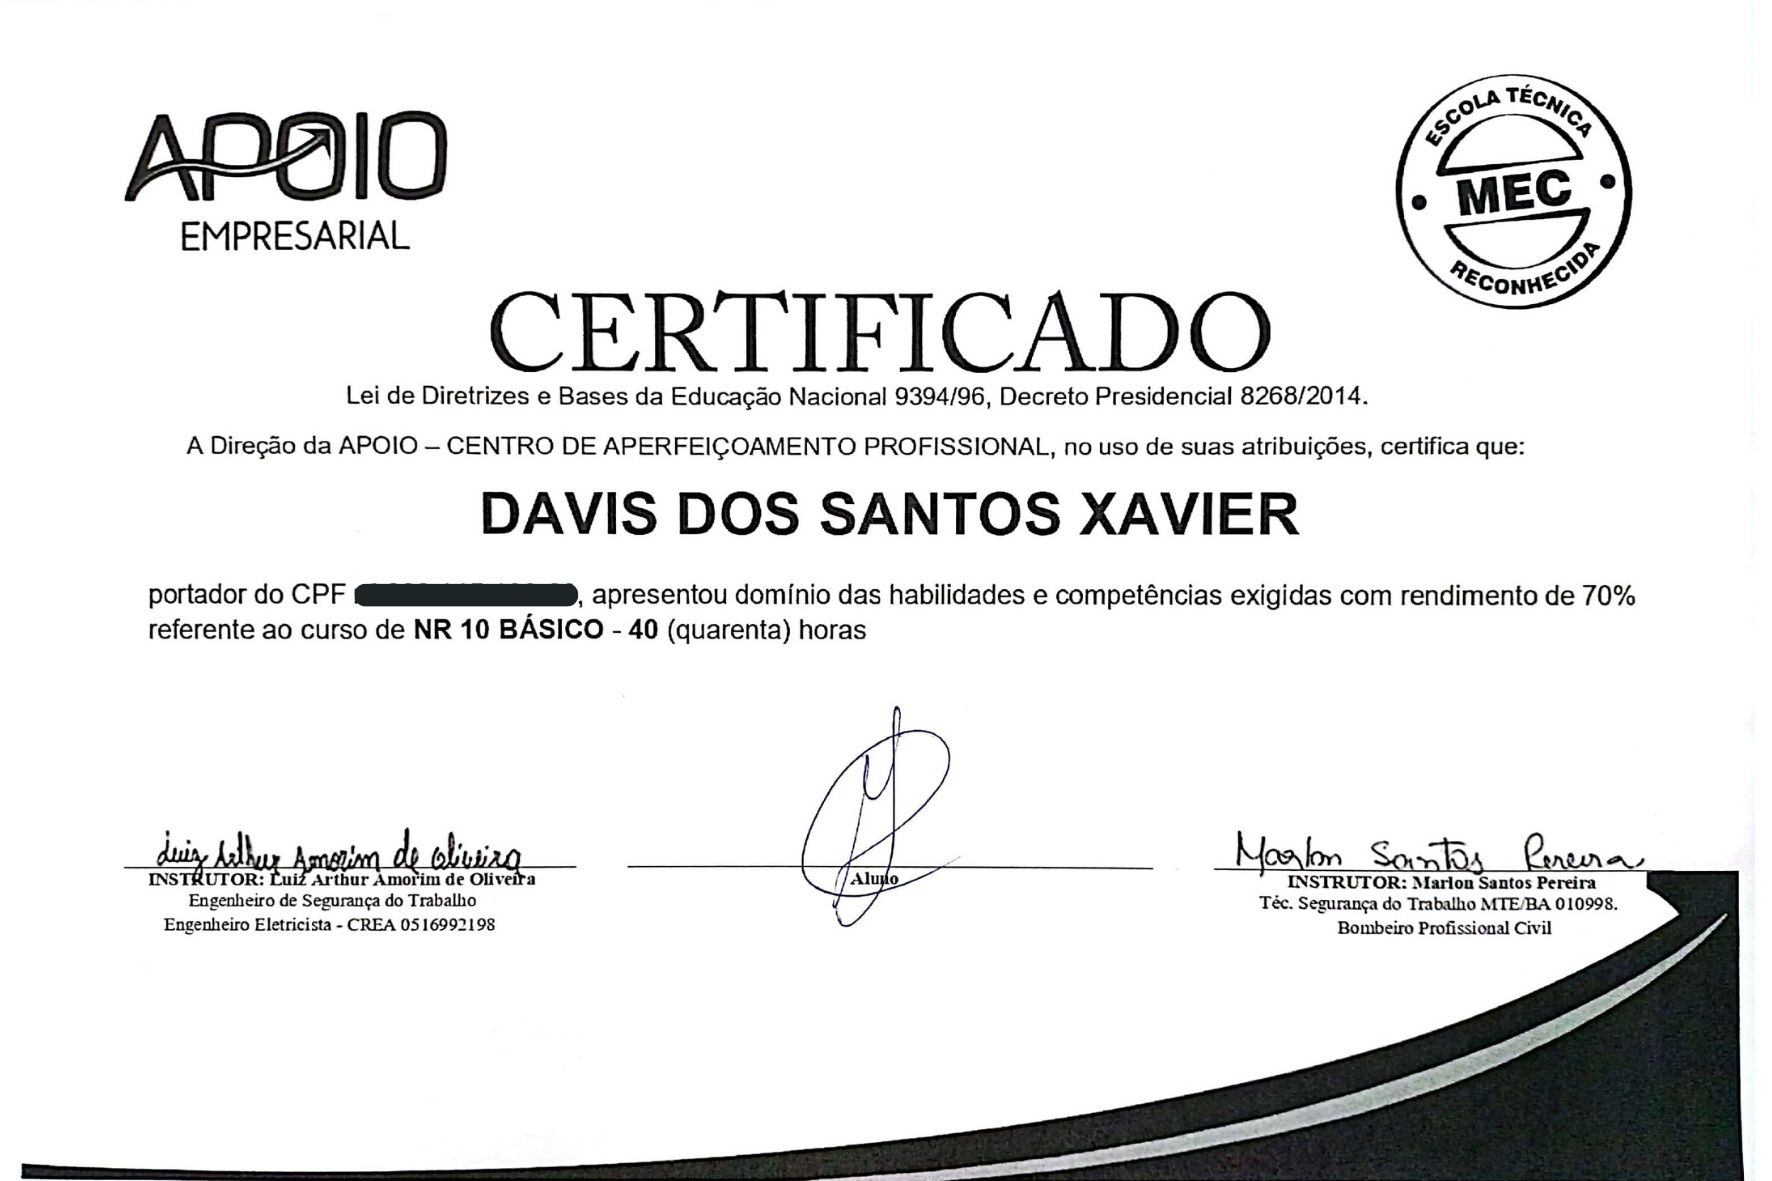 APOIO
EMPRESARIAL
ESCOLA TÉCNICA
MEC
RECONHECIDA
CERTIFICADO
Lei de Diretrizes e Bases da Educação Nacional 9394/96, Decreto Presidencial 8268/2014.
A Direção da APOIO – CENTRO DE APERFEIÇOAMENTO PROFISSIONAL, no uso de suas atribuições, certifica que:
DAVIS DOS SANTOS XAVIER
portador do CPF , apresentou domínio das habilidades e competências exigidas com rendimento de 70%
referente ao curso de NR 10 BÁSICO - 40 (quarenta) horas
Luiz Arthur Amorim de Oliveira
INSTRUTOR: Luiz Arthur Amorim de Oliveira
Engenheiro de Segurança do Trabalho
Engenheiro Eletricista - CREA 0516992198
Aluno
Marlon Santos Pereira
INSTRUTOR: Marlon Santos Pereira
Téc. Segurança do Trabalho MTE/BA 010998.
Bombeiro Profissional Civil